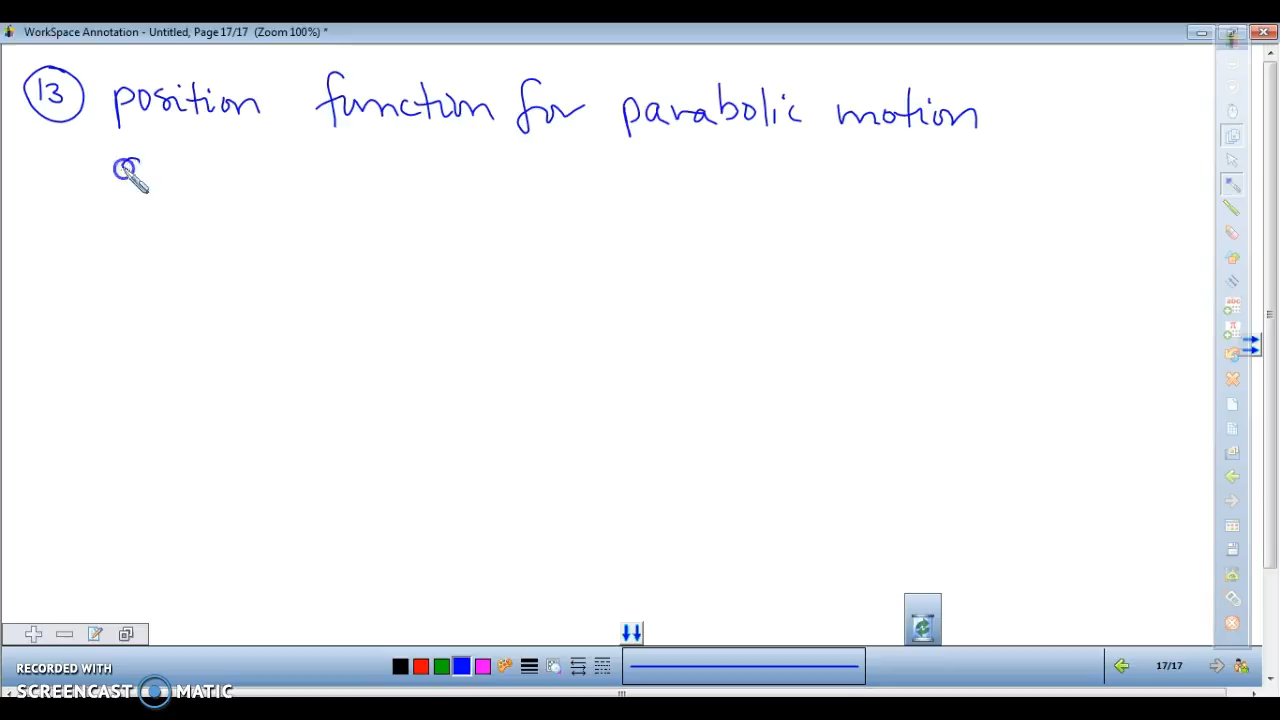 WorkSpace Annotation - Untitled, Page 17/17 (Zoom 100%) *
13 position function for parabolic motion
RECORDED WITH
SCREENCAST MATIC
17/17